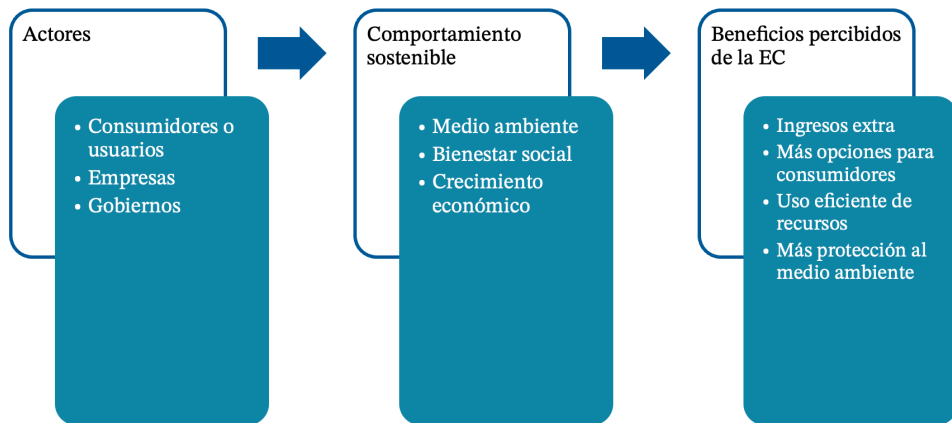 Actores
• Consumidores o
usuarios
• Empresas
• Gobiernos
Comportamiento
sostenible
• Medio ambiente
• Bienestar social
• Crecimiento
económico
Beneficios percibidos
de la EC
• Ingresos extra
• Más opciones para
consumidores
• Uso eficiente de
recursos
• Más protección al
medio ambiente